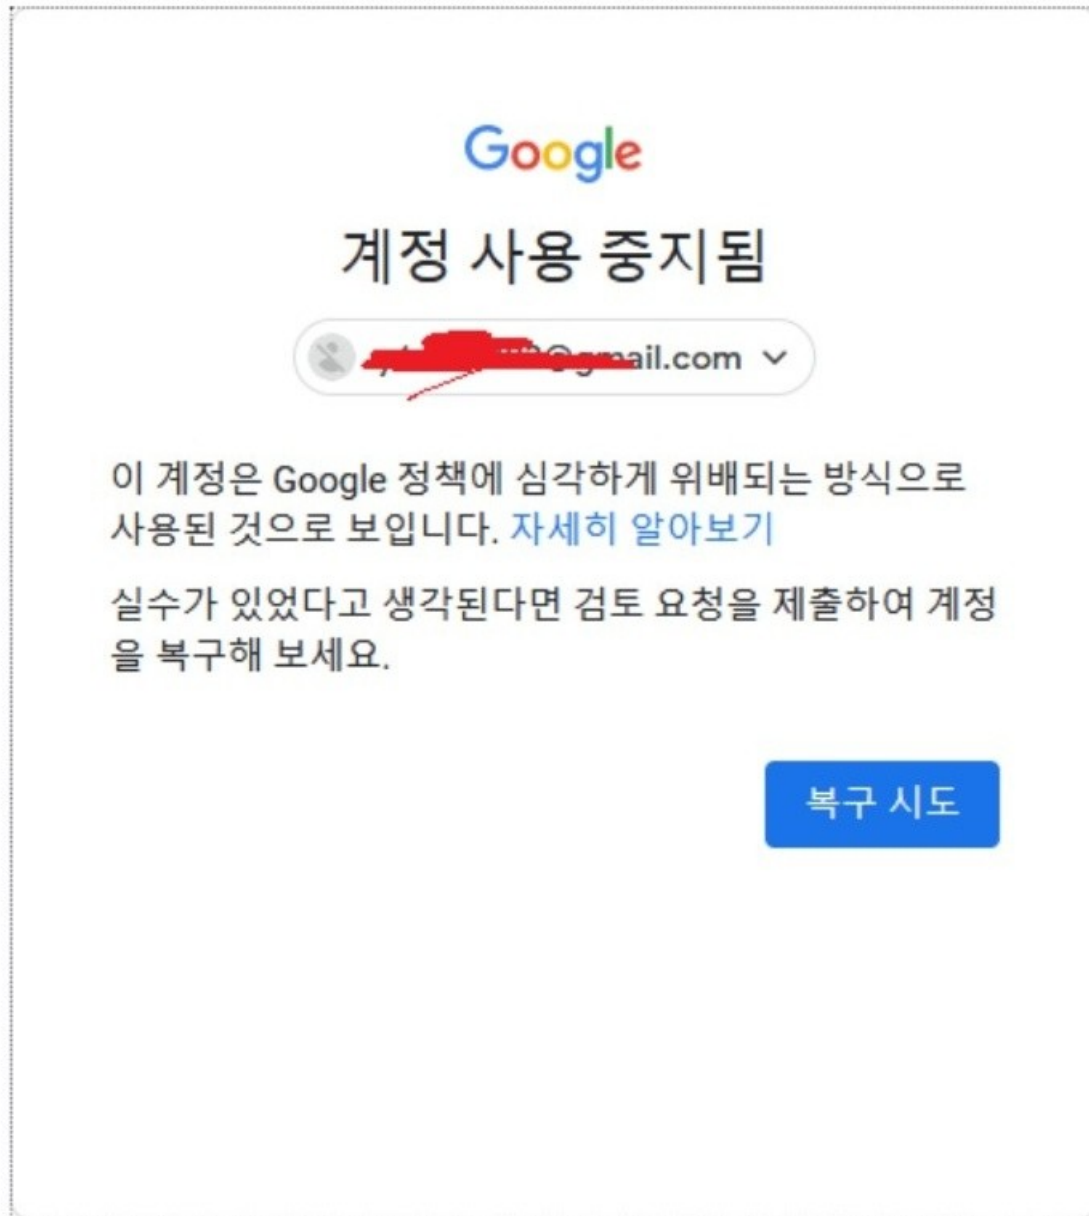 Google
계정 사용 중지됨
@gmail.com
이 계정은 Google 정책에 심각하게 위배되는 방식으로
사용된 것으로 보입니다. 자세히 알아보기
실수가 있었다고 생각된다면 검토 요청을 제출하여 계정
을 복구해 보세요.
복구 시도